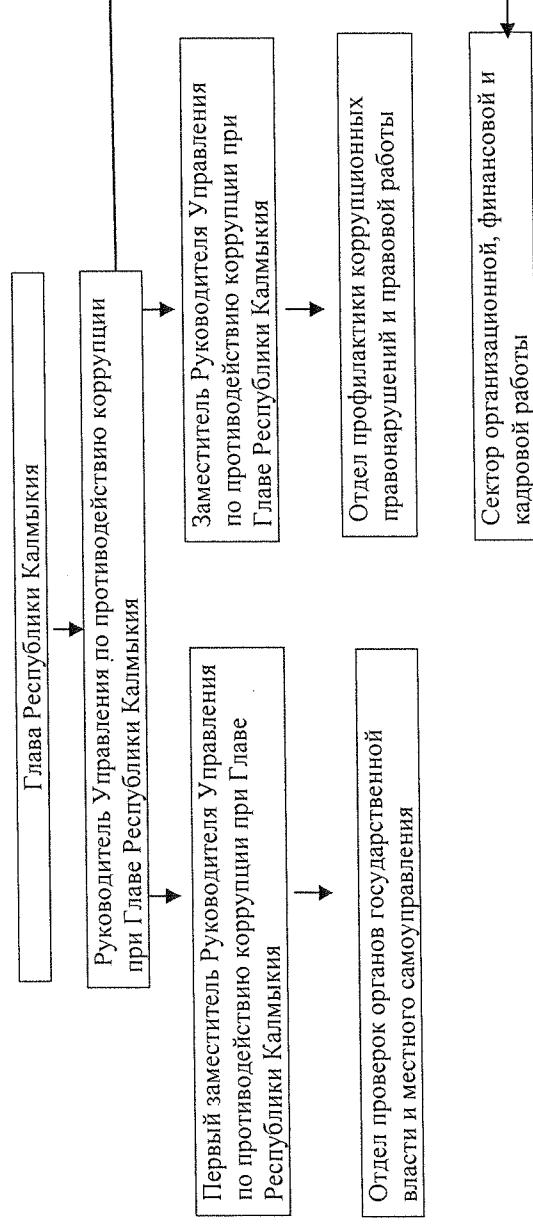 Глава Республики Калмыкия
Руководитель Управления по противодействию коррупции
при Главе Республики Калмыкия
Первый заместитель Руководителя Управления
по противодействию коррупции при Главе
Республики Калмыкия
Заместитель Руководителя Управления
по противодействию коррупции при
Главе Республики Калмыкия
Отдел проверок органов государственной
власти и местного самоуправления
Отдел профилактики коррупционных
правонарушений и правовой работы
Сектор организационной, финансовой и
кадровой работы